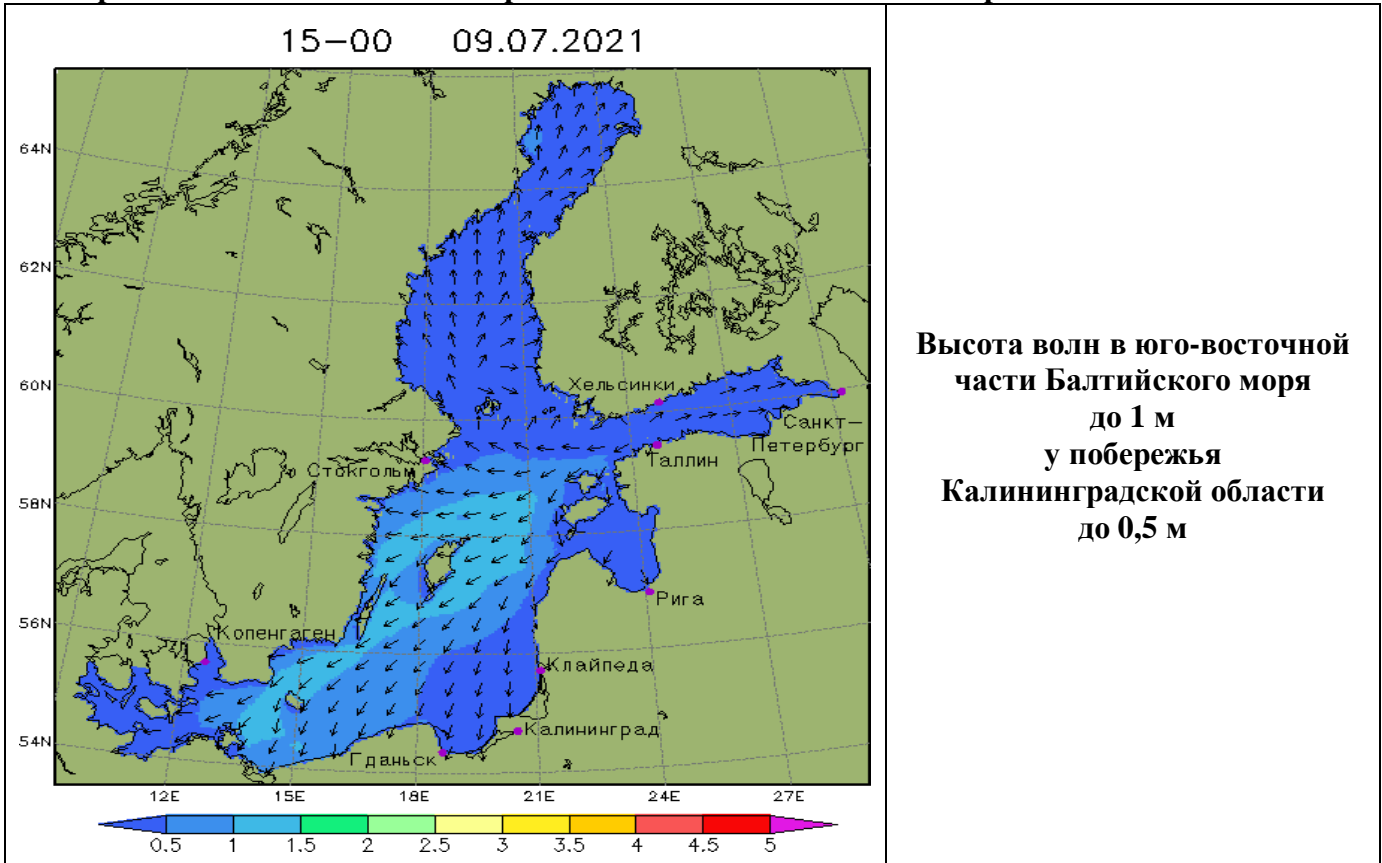 15-00 09.07.2021
64N
62N
60N
58N
56N
54N
Хельсинки
Санкт-
Петербург
Таллин
Стокгольм
Рига
Копенгаген
Клайпеда
Калининград
Гданьск
12E 15E 18E 21E 24E 27E
0.5 1 1.5 2 2.5 3 3.5 4 4.5 5
Высота волн в юго-восточной
части Балтийского моря
до 1 м
у побережья
Калининградской области
до 0,5 м